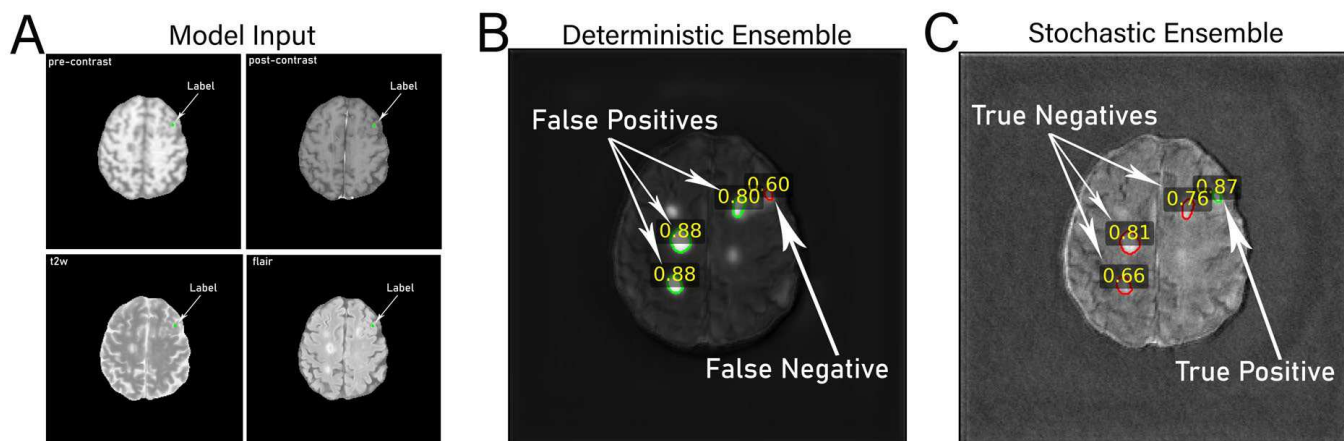 A
Model Input
pre-contrast
Label
post-contrast
Label
t2w
Label
flair
Label
B
Deterministic Ensemble
False Positives
0.60
0.80
0.88
0.88
False Negative
C
Stochastic Ensemble
True Negatives
0.87
0.76
0.81
0.66
True Positive